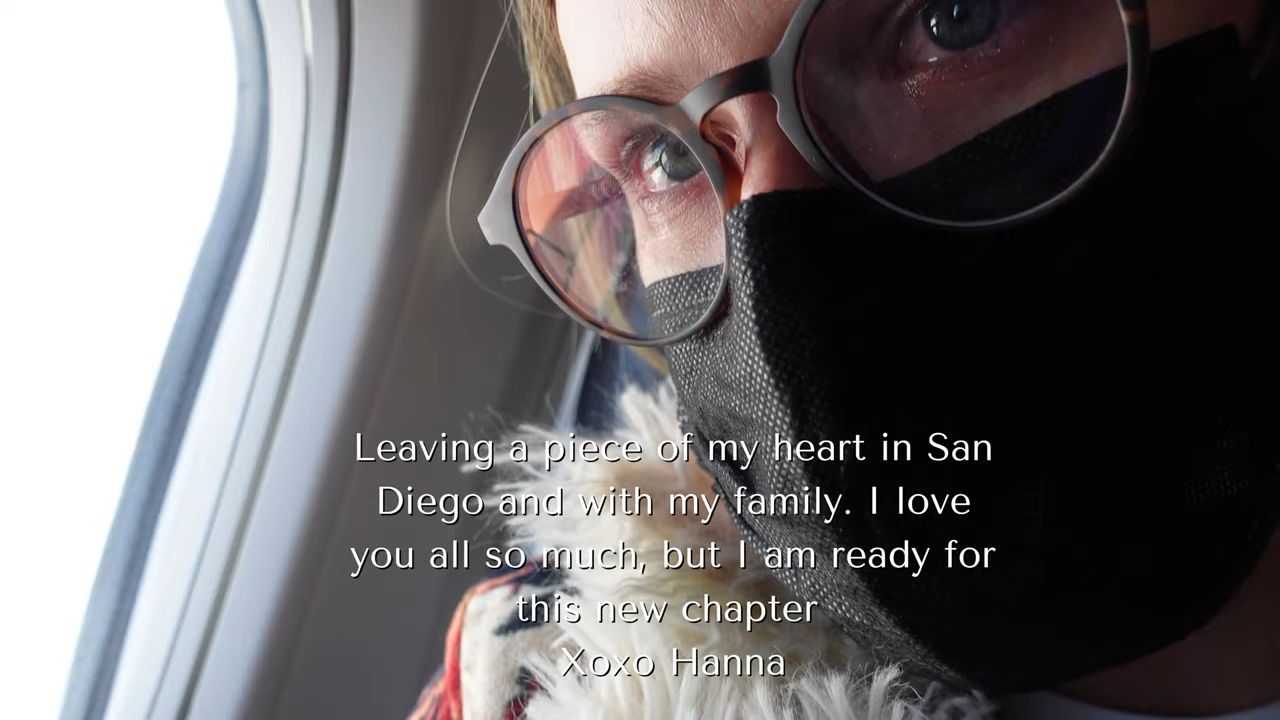 Leaving a piece of my heart in San
Diego and with my family. I love
you all so much, but I am ready for
this new chapter
Xoxo Hanna